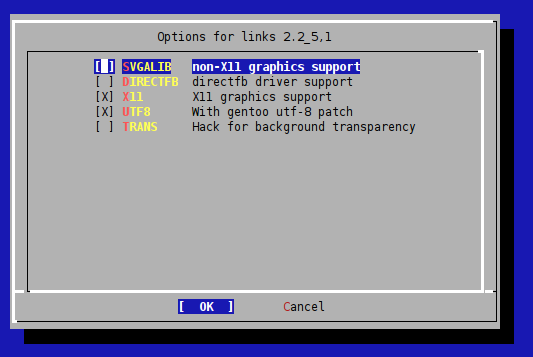 Options for links 2.2_5,1
[ ] SVGALIB non-X11 graphics support
[ ] DIRECTFB directfb driver support
[X] X11 X11 graphics support
[X] UTF8 With gentoo utf-8 patch
[ ] TRANS Hack for background transparency
[ OK ] Cancel